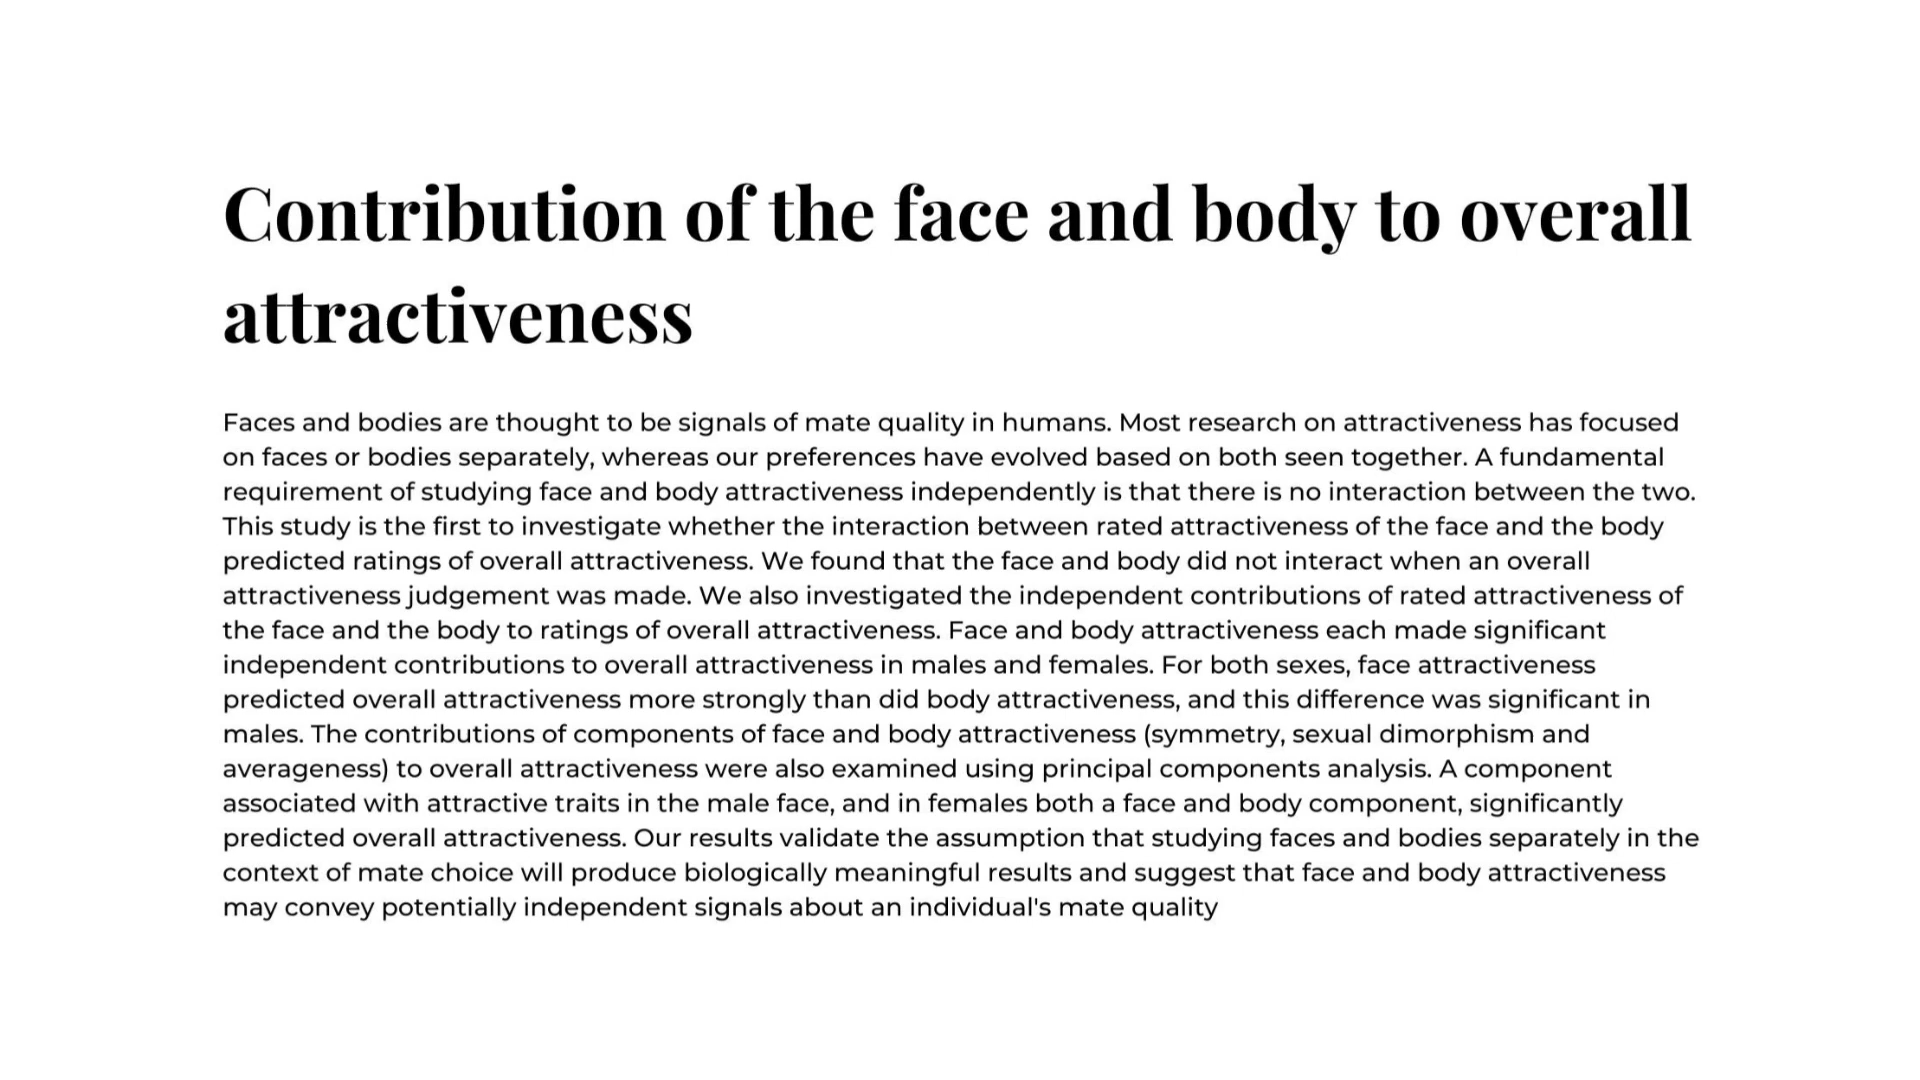 Contribution of the face and body to overall
attractiveness
Faces and bodies are thought to be signals of mate quality in humans. Most research on attractiveness has focused
on faces or bodies separately, whereas our preferences have evolved based on both seen together. A fundamental
requirement of studying face and body attractiveness independently is that there is no interaction between the two.
This study is the first to investigate whether the interaction between rated attractiveness of the face and the body
predicted ratings of overall attractiveness. We found that the face and body did not interact when an overall
attractiveness judgement was made. We also investigated the independent contributions of rated attractiveness of
the face and the body to ratings of overall attractiveness. Face and body attractiveness each made significant
independent contributions to overall attractiveness in males and females. For both sexes, face attractiveness
predicted overall attractiveness more strongly than did body attractiveness, and this difference was significant in
males. The contributions of components of face and body attractiveness (symmetry, sexual dimorphism and
averageness) to overall attractiveness were also examined using principal components analysis. A component
associated with attractive traits in the male face, and in females both a face and body component, significantly
predicted overall attractiveness. Our results validate the assumption that studying faces and bodies separately in the
context of mate choice will produce biologically meaningful results and suggest that face and body attractiveness
may convey potentially independent signals about an individual's mate quality